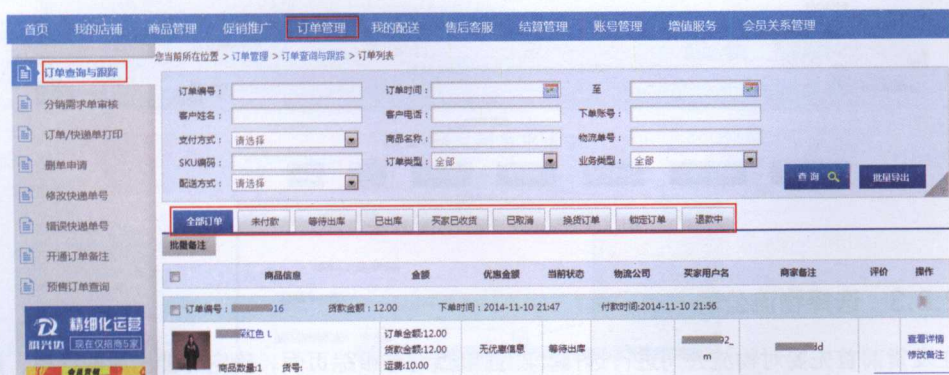 首页 我的店铺 商品管理 促销推广 订单管理 我的配送 售后客服 结算管理 账号管理 增值服务 会员关系管理
您当前所在位置 > 订单管理 > 订单查询与跟踪 > 订单列表
订单查询与跟踪
分销需求单审核
订单/快递单打印
删单申请
修改快递单号
错误快递单号
开通订单备注
预售订单查询
精细化运营
现在仅招商5家
订单编号： 订单时间： 至
客户姓名： 客户电话： 下单账号：
支付方式： 请选择 商品名称： 物流单号：
SKU编码： 订单类型： 全部 业务类型： 全部
配送方式： 请选择
查询 批量导出
全部订单 未付款 等待出库 已出库 买家已收货 已取消 换货订单 锁定订单 退款中
批量备注
商品信息 金额 优惠金额 当前状态 物流公司 买家用户名 商家备注 评价 操作
订单编号： 16 货款金额：12.00 下单时间：2014-11-10 21:47 付款时间:2014-11-10 21:56
深红色 L
商品数量:1 货号:
订单金额:12.00
货款金额:12.00
运费:10.00
无优惠信息
等待出库
92_
m
d
查看详情
修改备注